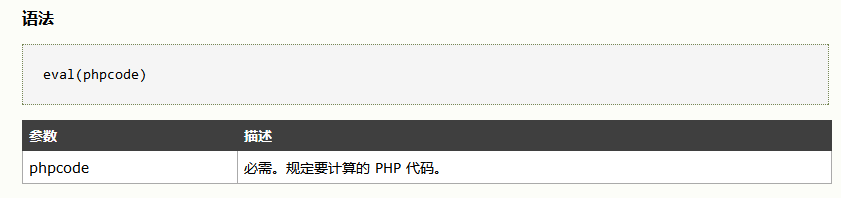 语法
eval(phpcode)
参数 描述
phpcode 必需。规定要计算的 PHP 代码。